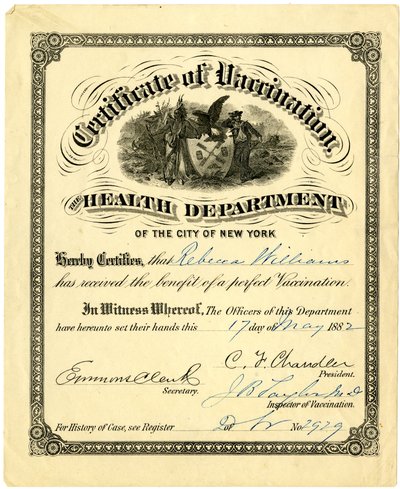 Certificate of Vaccination,
THE HEALTH DEPARTMENT
OF THE CITY OF NEW YORK
Hereby Certifies, that Rebecca Williams
has received the benefit of a perfect Vaccination.
In Witness Whereof, The Officers of this Department
have hereunto set their hands this 17 day of May 1882
C. F. Chandler
President.
Emmons Clark
Secretary.
J B Taylor M D
Inspector of Vaccination.
For History of Case, see Register No 2929